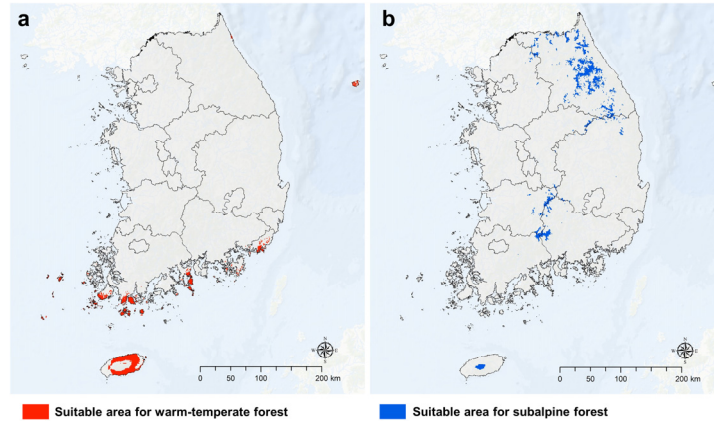 a
b
N
W E
S
0 50 100 200 km
N
W E
S
0 50 100 200 km
Suitable area for warm-temperate forest
Suitable area for subalpine forest